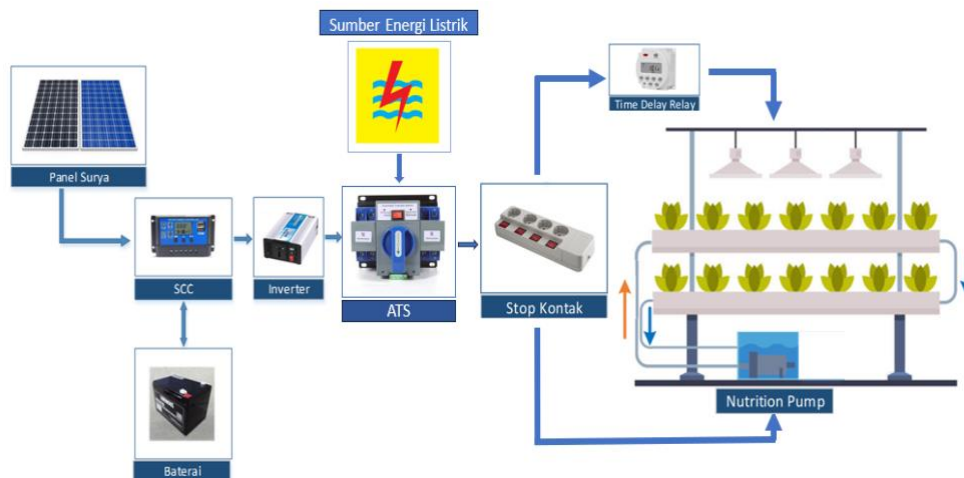 Sumber Energi Listrik
Time Delay Relay
Panel Surya
SCC
Inverter
ATS
Stop Kontak
Nutrition Pump
Baterai